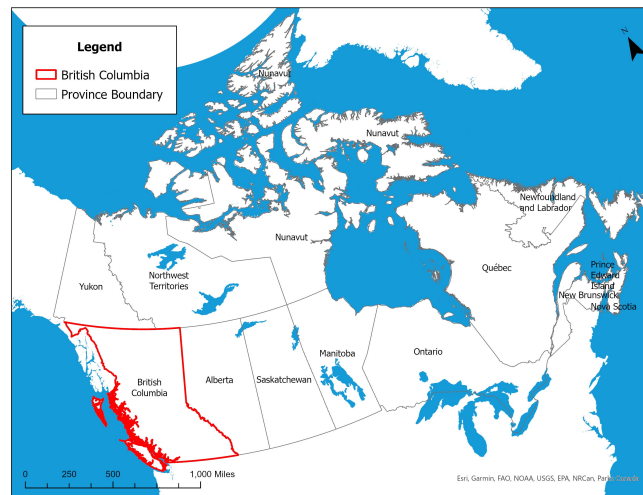 Legend
British Columbia
Province Boundary
N
Nunavut
Nunavut
Nunavut
Newfoundland
and Labrador
Northwest
Territories
Yukon
Québec
Prince
Edward
Island
New Brunswick
Nova Scotia
British
Columbia
Alberta
Saskatchewan
Manitoba
Ontario
0 250 500 1,000 Miles
Esri, Garmin, FAO, NOAA, USGS, EPA, NRCan, Parks Canada